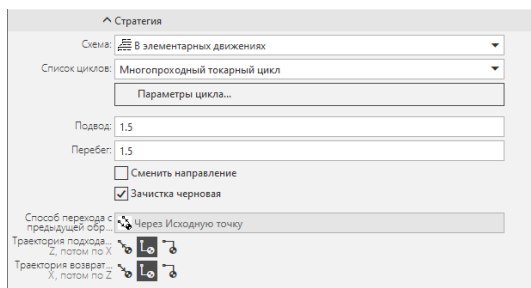 Стратегия
Схема: В элементарных движениях
Список циклов: Многопроходный токарный цикл
Параметры цикла...
Подвод: 1.5
Перебег: 1.5
Сменить направление
Зачистка черновая
Способ перехода с
предыдущей обр... Через Исходную точку
Траектория подхода...
Z, потом по X
Траектория возврат...
X, потом по Z